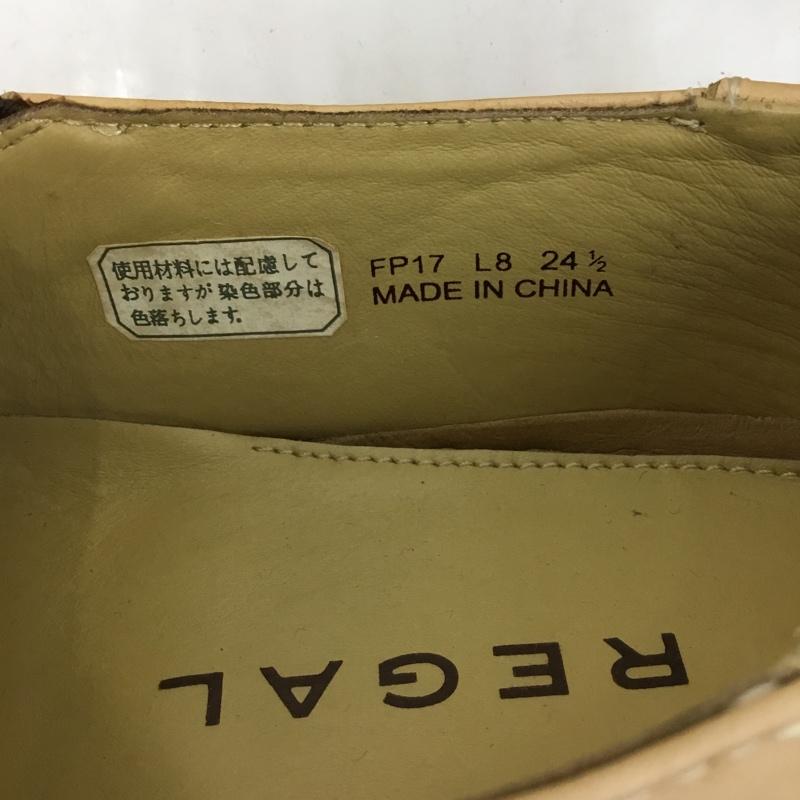 使用材料には配慮して
おりますが染色部分は
色落ちします。
FP17 L8 24 ½
MADE IN CHINA
REGAL